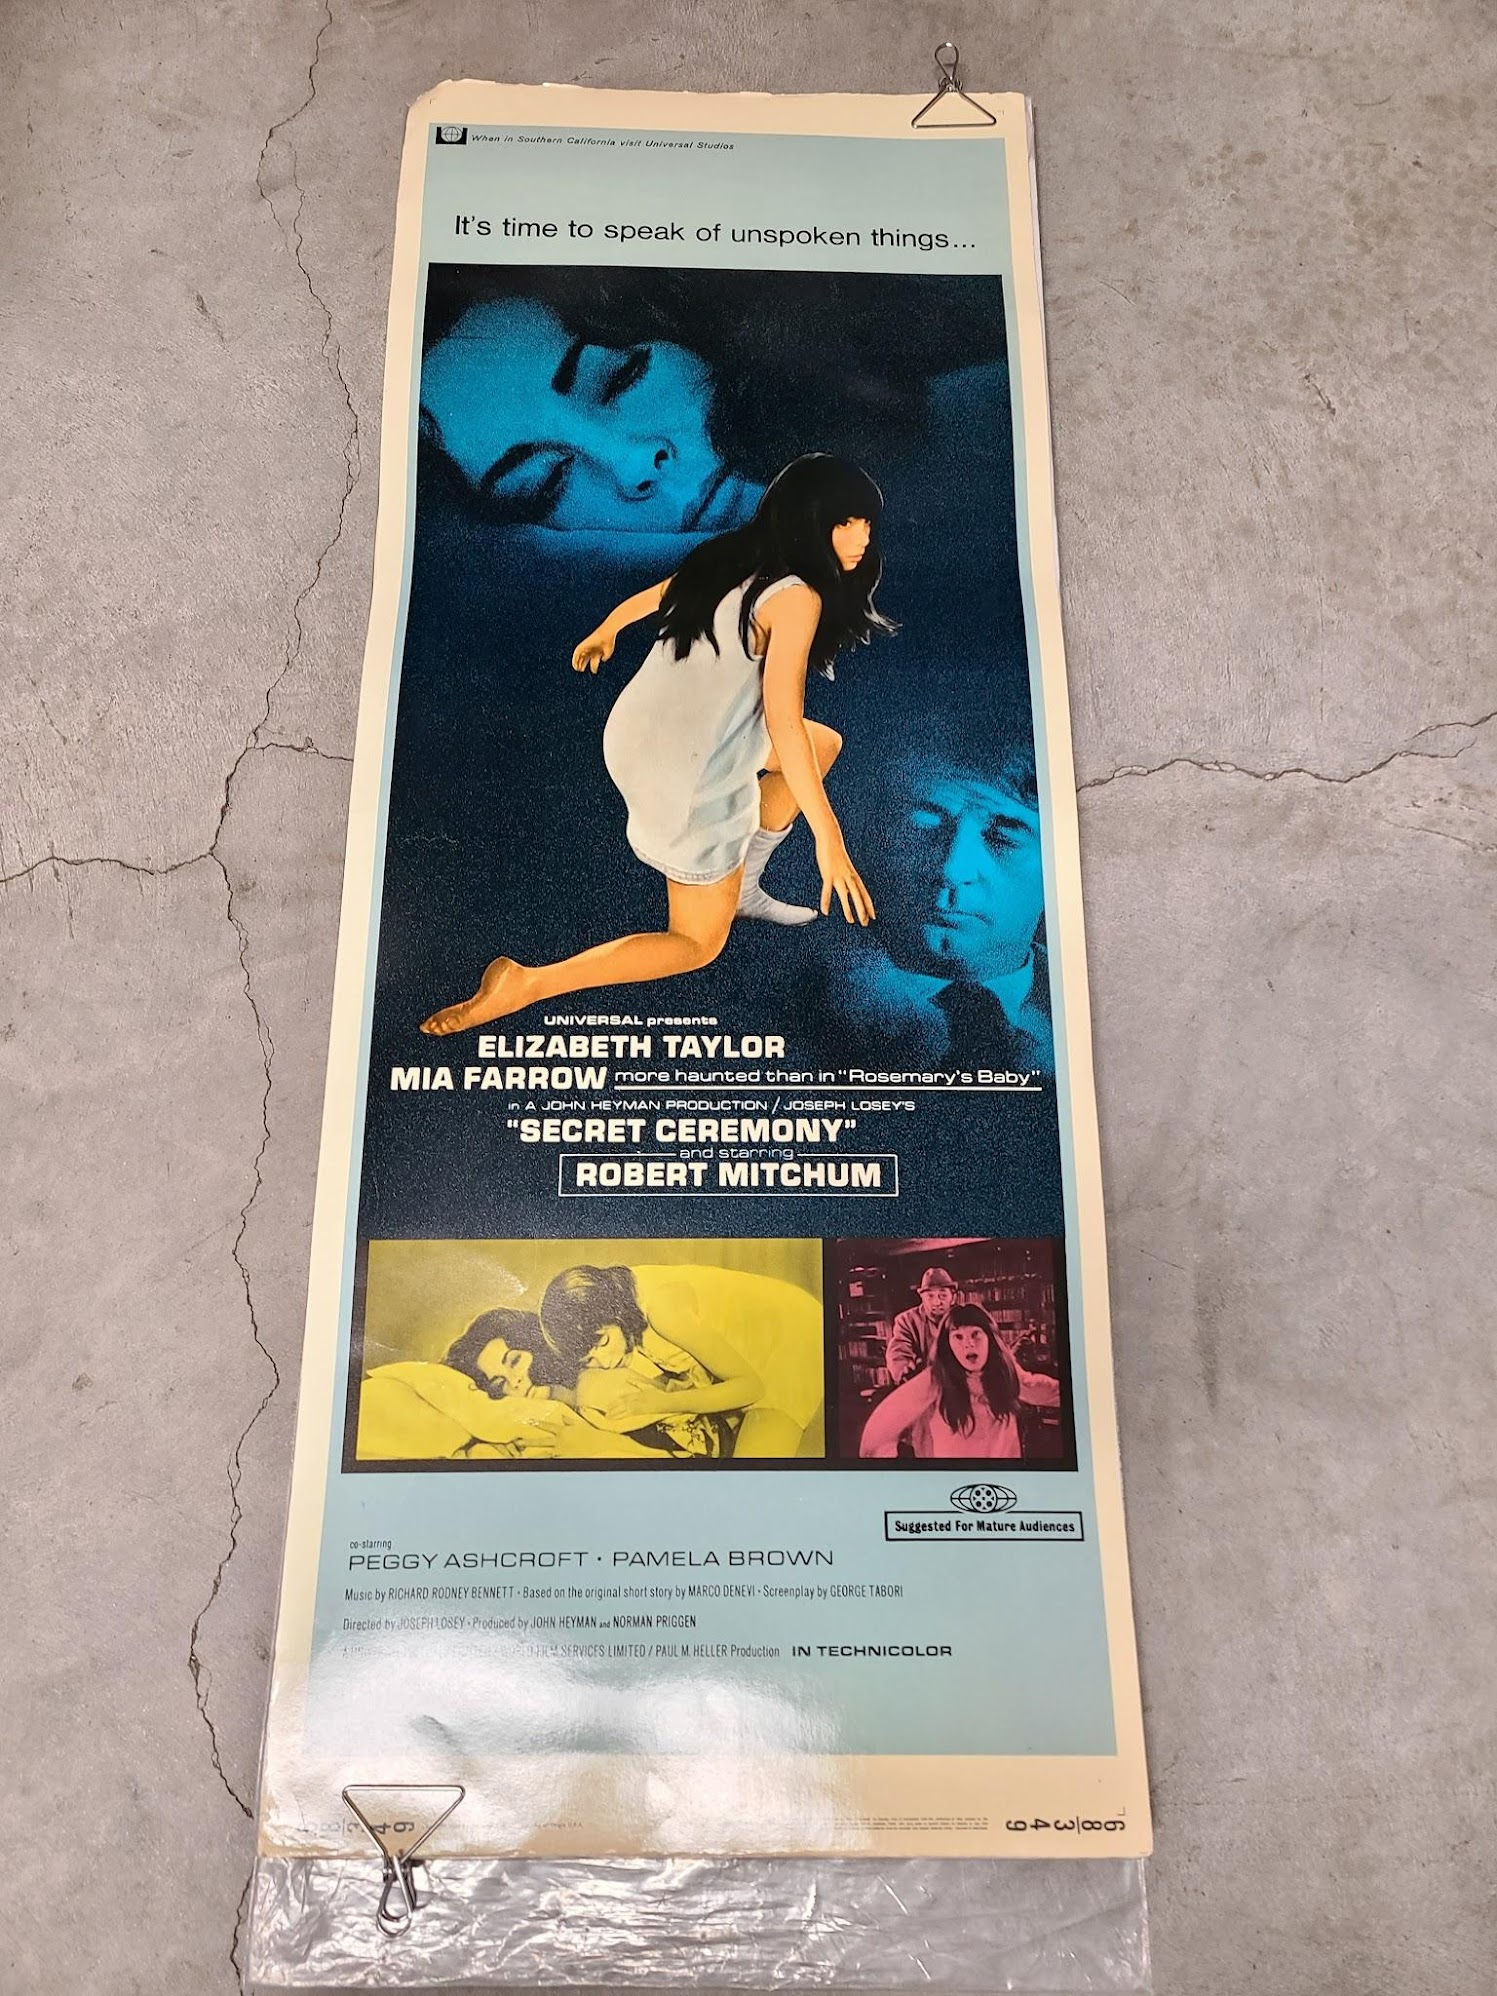 When in Southern California visit Universal Studios
It's time to speak of unspoken things...
UNIVERSAL presents
ELIZABETH TAYLOR
MIA FARROW more haunted than in "Rosemary's Baby"
in A JOHN HEYMAN PRODUCTION / JOSEPH LOSEY'S
"SECRET CEREMONY"
and starring
ROBERT MITCHUM
Suggested For Mature Audiences
co-starring
PEGGY ASHCROFT · PAMELA BROWN
Music by RICHARD RODNEY BENNETT · Based on the original short story by MARCO DENEVI · Screenplay by GEORGE TABORI
Directed by JOSEPH LOSEY · Produced by JOHN HEYMAN and NORMAN PRIGGEN
FILM SERVICES LIMITED / PAUL M. HELLER Production IN TECHNICOLOR
68/349
68/349